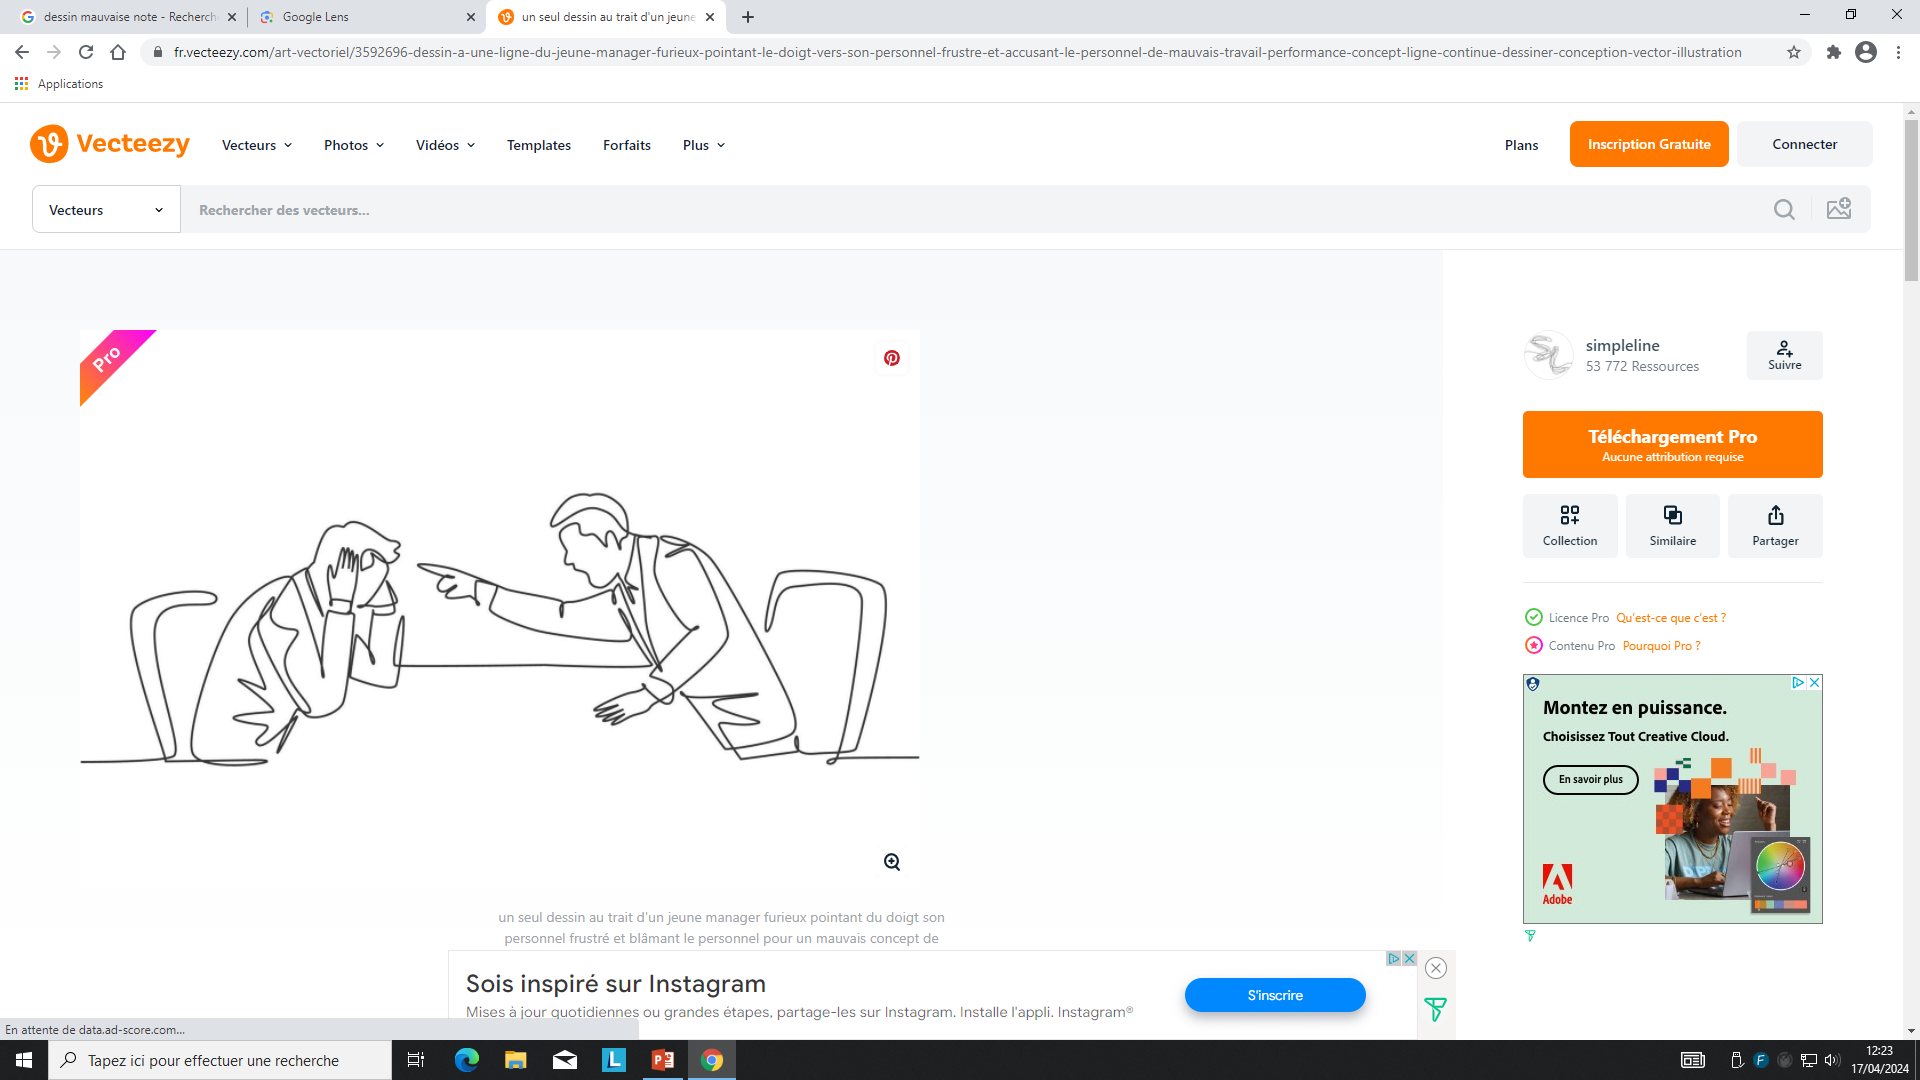 dessin mauvaise note - Recherch
Google Lens
un seul dessin au trait d'un jeune
fr.vecteezy.com/art-vectoriel/3592696-dessin-a-une-ligne-du-jeune-manager-furieux-pointant-le-doigt-vers-son-personnel-frustre-et-accusant-le-personnel-de-mauvais-travail-performance-concept-ligne-continue-dessiner-conception-vector-illustration
Applications
Vecteezy
Vecteurs
Photos
Vidéos
Templates
Forfaits
Plus
Plans
Inscription Gratuite
Connecter
Vecteurs
Rechercher des vecteurs...
Pro
simpleline
53 772 Ressources
Suivre
Téléchargement Pro
Aucune attribution requise
Collection
Similaire
Partager
Licence Pro Qu'est-ce que c'est ?
Contenu Pro Pourquoi Pro ?
Montez en puissance.
Choisissez Tout Creative Cloud.
En savoir plus
Adobe
un seul dessin au trait d'un jeune manager furieux pointant du doigt son
personnel frustré et blâmant le personnel pour un mauvais concept de
Sois inspiré sur Instagram
Mises à jour quotidiennes ou grandes étapes, partage-les sur Instagram. Installe l'appli. Instagram®
S'inscrire
En attente de data.ad-score.com...
Tapez ici pour effectuer une recherche
12:23
17/04/2024